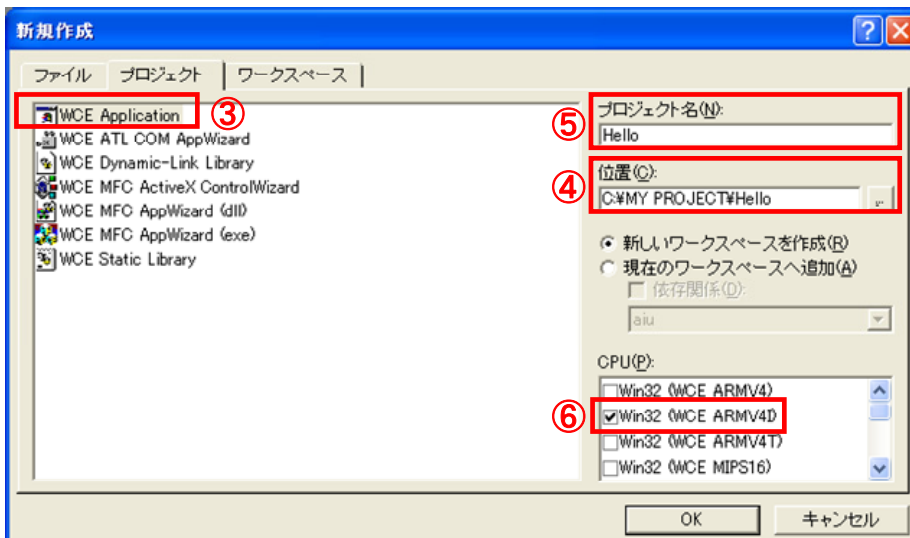 新規作成
ファイル プロジェクト ワークスペース
WCE Application ③
WCE ATL COM AppWizard
WCE Dynamic-Link Library
WCE MFC ActiveX ControlWizard
WCE MFC AppWizard (dll)
WCE MFC AppWizard (exe)
WCE Static Library
⑤ プロジェクト名(N):
Hello
④ 位置(C):
C:¥MY PROJECT¥Hello ...
新しいワークスペースを作成(R)
現在のワークスペースへ追加(A)
依存関係(D):
aiu
CPU(P):
Win32 (WCE ARMV4)
⑥ Win32 (WCE ARMV4I)
Win32 (WCE ARMV4T)
Win32 (WCE MIPS16)
OK キャンセル